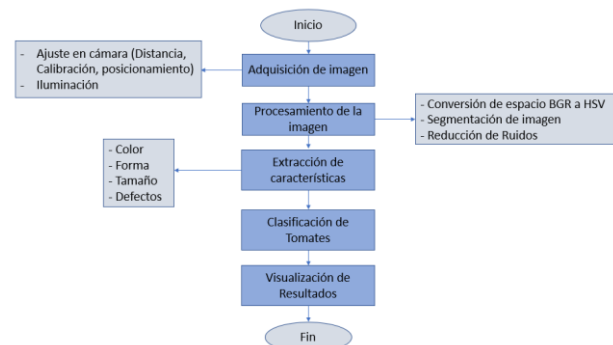 Inicio
- Ajuste en cámara (Distancia,
Calibración, posicionamiento)
- Iluminación
Adquisición de imagen
Procesamiento de la
imagen
- Conversión de espacio BGR a HSV
- Segmentación de imagen
- Reducción de Ruidos
- Color
- Forma
- Tamaño
- Defectos
Extracción de
características
Clasificación de
Tomates
Visualización de
Resultados
Fin